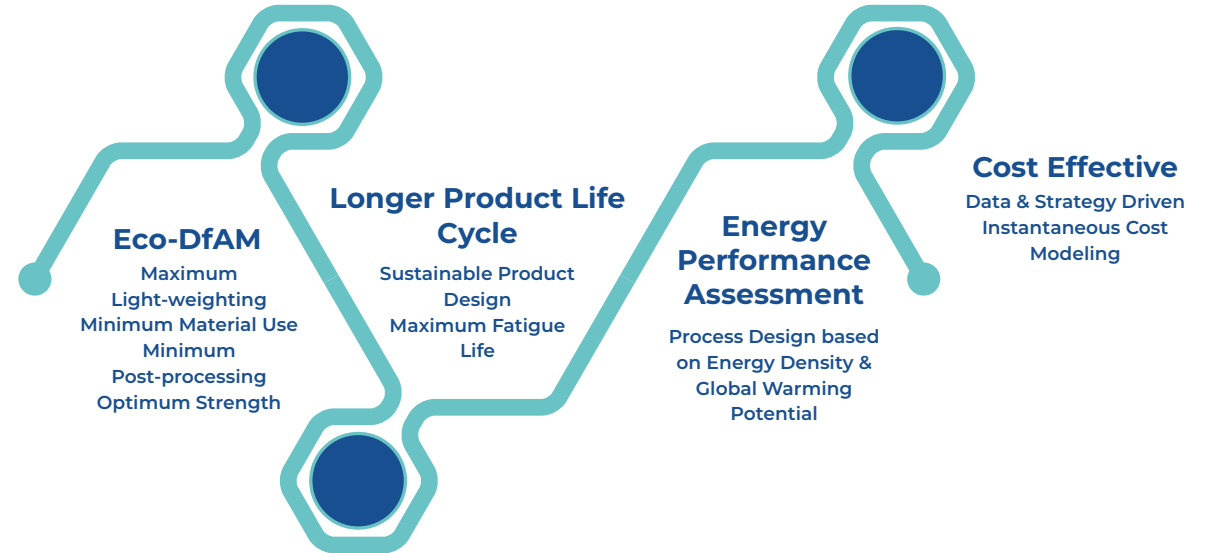 Eco-DfAM
Maximum
Light-weighting
Minimum Material Use
Minimum
Post-processing
Optimum Strength
Longer Product Life
Cycle
Sustainable Product
Design
Maximum Fatigue
Life
Energy
Performance
Assessment
Process Design based
on Energy Density &
Global Warming
Potential
Cost Effective
Data & Strategy Driven
Instantaneous Cost
Modeling